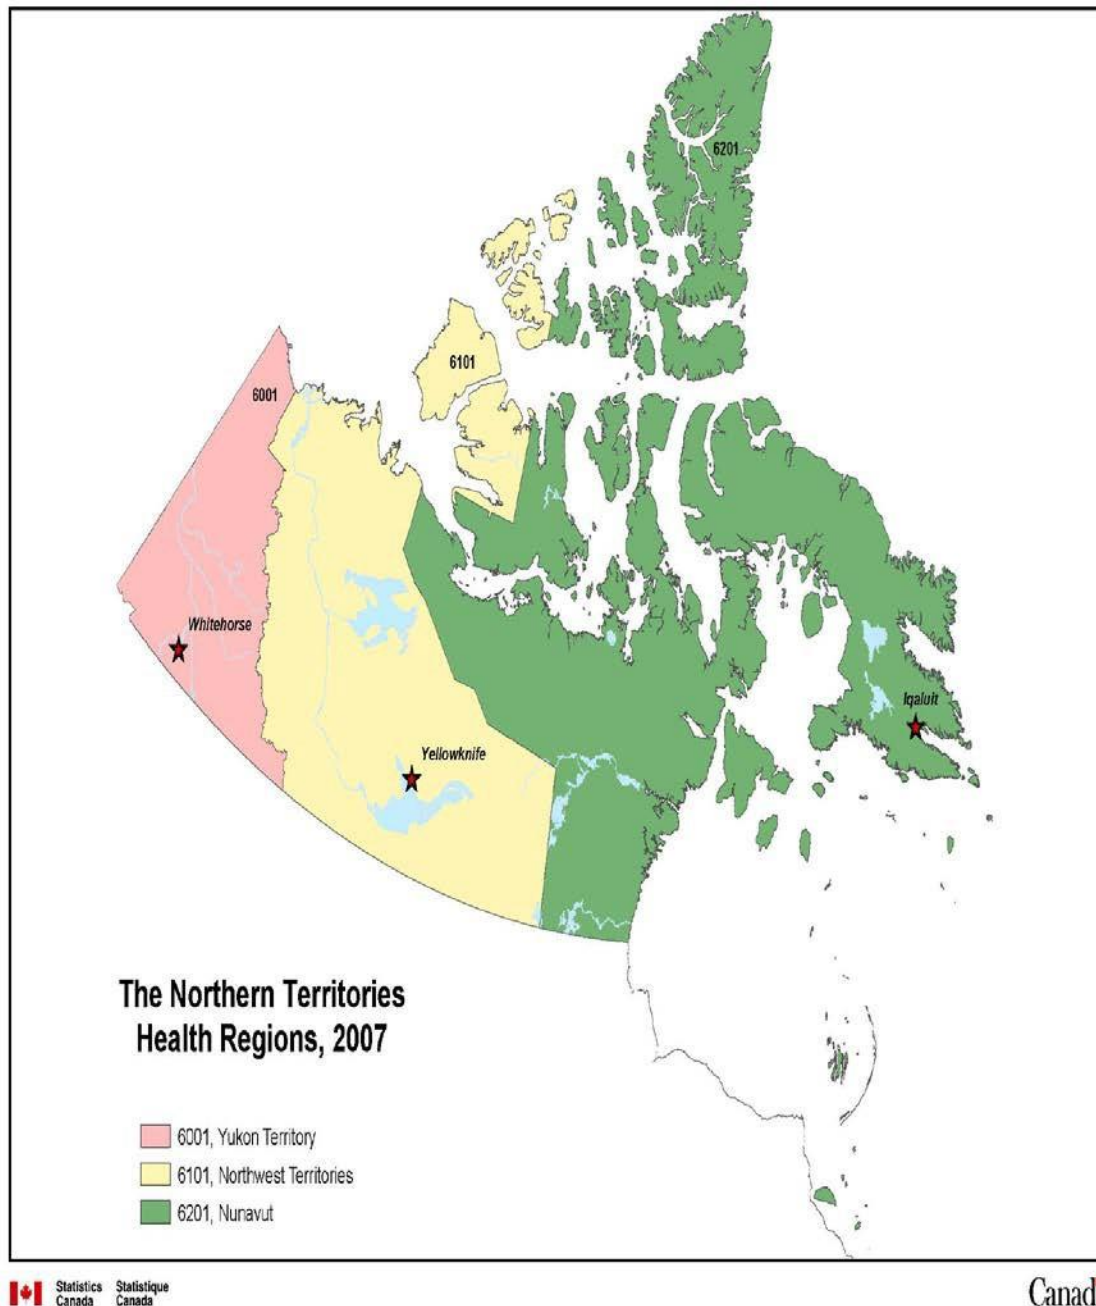 6201
6101
6001
Whitehorse
Iqaluit
Yellowknife
The Northern Territories
Health Regions, 2007
6001, Yukon Territory
6101, Northwest Territories
6201, Nunavut
Statistics Statistique
Canada Canada
Canad